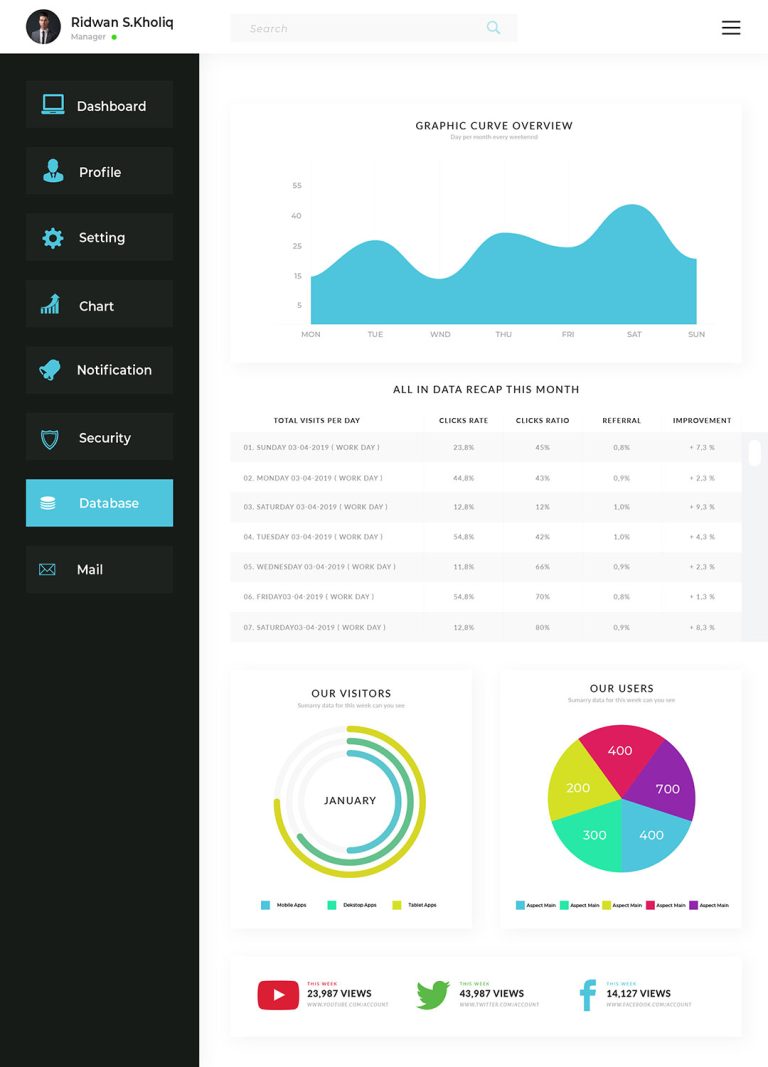 Ridwan S.Kholiq
Manager
Search
Dashboard
Profile
Setting
Chart
Notification
Security
Database
Mail
GRAPHIC CURVE OVERVIEW
Day per month every weekennd
55
40
25
15
5
MON TUE WND THU FRI SAT SUN
ALL IN DATA RECAP THIS MONTH
TOTAL VISITS PER DAY CLICKS RATE CLICKS RATIO REFERRAL IMPROVEMENT
01. SUNDAY 03-04-2019 ( WORK DAY ) 23,8% 45% 0,8% + 7,3 %
02. MONDAY 03-04-2019 ( WORK DAY ) 44,8% 43% 0,9% + 2,3 %
03. SATURDAY 03-04-2019 ( WORK DAY ) 12,8% 12% 1,0% + 9,3 %
04. TUESDAY 03-04-2019 ( WORK DAY ) 54,8% 42% 1,0% + 4,3 %
05. WEDNESDAY 03-04-2019 ( WORK DAY ) 11,8% 66% 0,9% + 2,3 %
06. FRIDAY03-04-2019 ( WORK DAY ) 54,8% 70% 0,8% + 1,3 %
07. SATURDAY03-04-2019 ( WORK DAY ) 12,8% 80% 0,9% + 8,3 %
OUR VISITORS
Sumarry data for this week can you see
JANUARY
Mobile Apps Dekstop Apps Tablet Apps
OUR USERS
Sumarry data for this week can you see
400
700
200
300
400
Aspect Main Aspect Main Aspect Main Aspect Main Aspect Main
THIS WEEK
23,987 VIEWS
WWW.YOUTUBE.COM/ACCOUNT
THIS WEEK
43,987 VIEWS
WWW.TWITTER.COM/ACCOUNT
THIS WEEK
14,127 VIEWS
WWW.FACEBOOK.COM/ACCOUNT